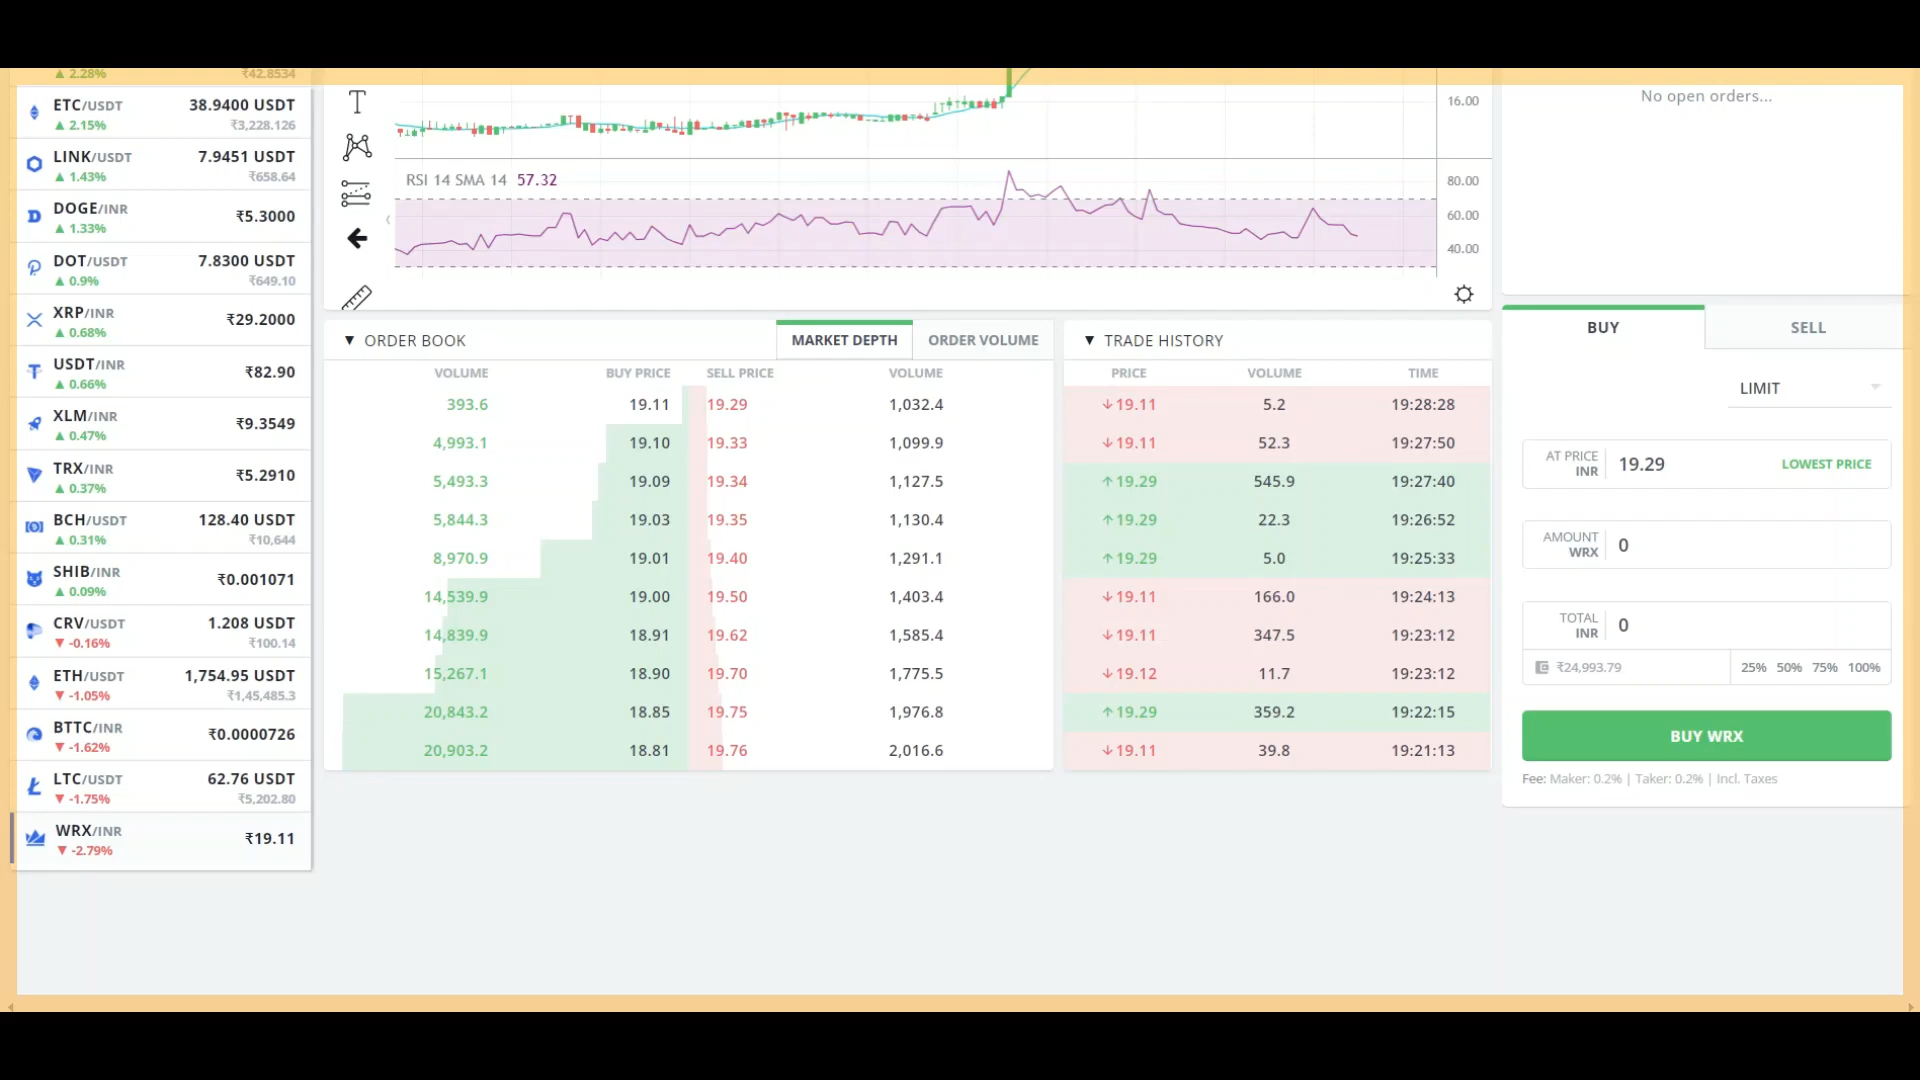 ▲ 2.28% ₹42.8534
ETC/USDT 38.9400 USDT
▲ 2.15% ₹3,228.126
LINK/USDT 7.9451 USDT
▲ 1.43% ₹658.64
DOGE/INR ₹5.3000
▲ 1.33%
DOT/USDT 7.8300 USDT
▲ 0.9% ₹649.10
XRP/INR ₹29.2000
▲ 0.68%
USDT/INR ₹82.90
▲ 0.66%
XLM/INR ₹9.3549
▲ 0.47%
TRX/INR ₹5.2910
▲ 0.37%
BCH/USDT 128.40 USDT
▲ 0.31% ₹10,644
SHIB/INR ₹0.001071
▲ 0.09%
CRV/USDT 1.208 USDT
▼ -0.16% ₹100.14
ETH/USDT 1,754.95 USDT
▼ -1.05% ₹1,45,485.3
BTTC/INR ₹0.0000726
▼ -1.62%
LTC/USDT 62.76 USDT
▼ -1.75% ₹5,202.80
WRX/INR ₹19.11
▼ -2.79%
16.00
RSI 14 SMA 14 57.32
80.00
60.00
40.00
▼ ORDER BOOK MARKET DEPTH ORDER VOLUME
VOLUME BUY PRICE SELL PRICE VOLUME
393.6 19.11 19.29 1,032.4
4,993.1 19.10 19.33 1,099.9
5,493.3 19.09 19.34 1,127.5
5,844.3 19.03 19.35 1,130.4
8,970.9 19.01 19.40 1,291.1
14,539.9 19.00 19.50 1,403.4
14,839.9 18.91 19.62 1,585.4
15,267.1 18.90 19.70 1,775.5
20,843.2 18.85 19.75 1,976.8
20,903.2 18.81 19.76 2,016.6
▼ TRADE HISTORY
PRICE VOLUME TIME
↓19.11 5.2 19:28:28
↓19.11 52.3 19:27:50
↑19.29 545.9 19:27:40
↑19.29 22.3 19:26:52
↑19.29 5.0 19:25:33
↓19.11 166.0 19:24:13
↓19.11 347.5 19:23:12
↓19.12 11.7 19:23:12
↑19.29 359.2 19:22:15
↓19.11 39.8 19:21:13
No open orders...
BUY SELL
LIMIT
AT PRICE INR 19.29 LOWEST PRICE
AMOUNT WRX 0
TOTAL INR 0
₹24,993.79 25% 50% 75% 100%
BUY WRX
Fee: Maker: 0.2% | Taker: 0.2% | Incl. Taxes